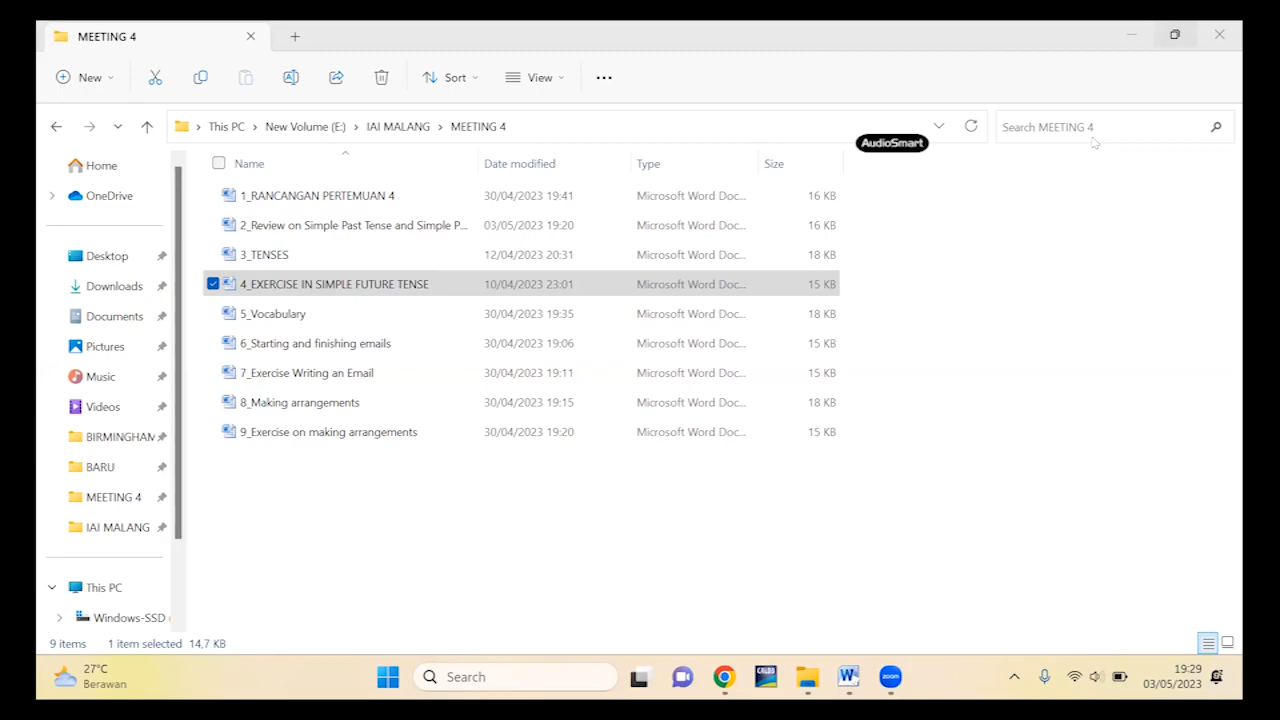 MEETING 4
New
Sort
View
This PC > New Volume (E:) > IAI MALANG > MEETING 4
Search MEETING 4
AudioSmart
Home
OneDrive
Desktop
Downloads
Documents
Pictures
Music
Videos
BIRMINGHAM
BARU
MEETING 4
IAI MALANG
This PC
Windows-SSD
Name Date modified Type Size
1_RANCANGAN PERTEMUAN 4 30/04/2023 19:41 Microsoft Word Doc... 16 KB
2_Review on Simple Past Tense and Simple P... 03/05/2023 19:20 Microsoft Word Doc... 16 KB
3_TENSES 12/04/2023 20:31 Microsoft Word Doc... 18 KB
4_EXERCISE IN SIMPLE FUTURE TENSE 10/04/2023 23:01 Microsoft Word Doc... 15 KB
5_Vocabulary 30/04/2023 19:35 Microsoft Word Doc... 18 KB
6_Starting and finishing emails 30/04/2023 19:06 Microsoft Word Doc... 15 KB
7_Exercise Writing an Email 30/04/2023 19:11 Microsoft Word Doc... 15 KB
8_Making arrangements 30/04/2023 19:15 Microsoft Word Doc... 18 KB
9_Exercise on making arrangements 30/04/2023 19:20 Microsoft Word Doc... 15 KB
9 items 1 item selected 14,7 KB
27°C
Berawan
Search
zoom
19:29
03/05/2023